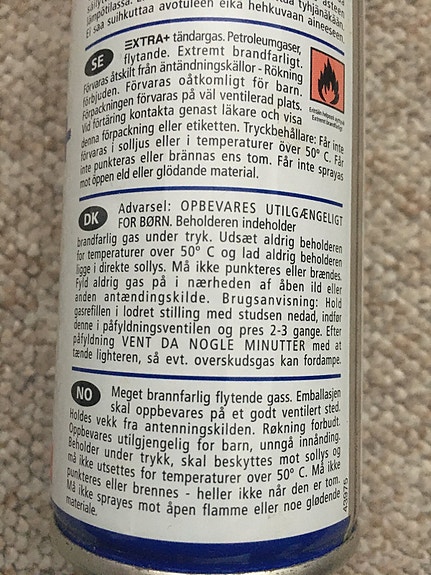 lämpötilassa.
tyhjänäkään.
Ei saa suihkuttaa avotuleen eikä hehkuvaan aineeseen
SE EXTRA+ tändargas. Petroleumgaser,
flytande. Extremt brandfarligt.
Förvaras åtskilt från antändningskällor - Rökning
förbjuden. Förvaras oåtkomligt för barn.
Förpackningen förvaras på väl ventilerad plats.
Vid förtäring kontakta genast läkare och visa
denna förpackning eller etiketten. Tryckbehållare: Får inte
förvaras i solljus eller i temperaturer över 50° C. Får
inte punkteras eller brännas ens tom. Får inte sprayas
mot öppen eld eller glödande material.
DK Advarsel: OPBEVARES UTILGÆNGELIGT
FOR BØRN. Beholderen indeholder
brandfarlig gas under tryk. Udsæt aldrig beholderen
for temperaturer over 50° C og lad aldrig beholderen
ligge i direkte sollys. Må ikke punkteres eller brændes.
Fyld aldrig gas på i nærheden af åben ild eller
anden antændingskilde. Brugsanvisning: Hold
gasrefillen i lodret stilling med studsen nedad, indfør
denne i påfyldningsventilen og pres 2-3 gange. Efter
påfyldning VENT DA NOGLE MINUTTER med at
tænde lighteren, så evt. overskudsgas kan fordampe.
NO Meget brannfarlig flytende gass. Emballasjen
skal oppbevares på et godt ventilert sted.
Holdes vekk fra antenningskilden. Røkning forbudt.
Oppbevares utilgjengelig for barn, unngå innånding.
Beholder under trykk, skal beskyttes mot sollys og
må ikke utsettes for temperaturer over 50° C. Må ikke
punkteres eller brennes - heller ikke når den er tom.
Må ikke sprayes mot åpen flamme eller noe glødende
materiale.
43975